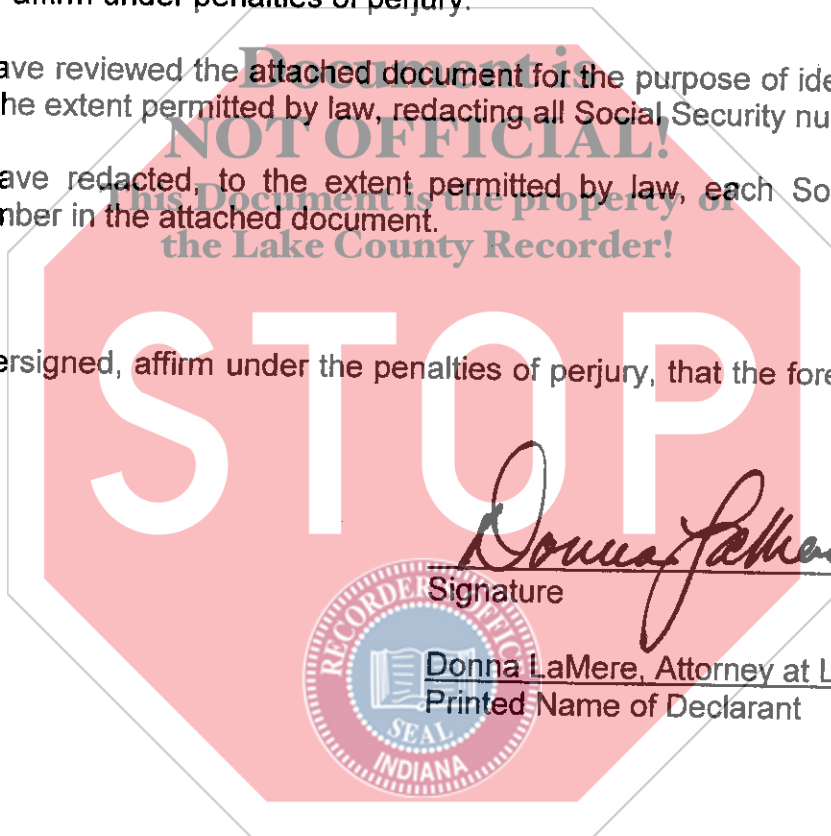 affirm under penalties of perjury.
Document is
ave reviewed the attached document for the purpose of ide
he extent permitted by law, redacting all Social Security nu
NOT OFFICIAL!
ave redacted, to the extent permitted by law, each So
This Document is the property of
nber in the attached document.
the Lake County Recorder!
STOP
ersigned, affirm under the penalties of perjury, that the fore
Donna LaMere
Signature
RECORDER OFFICE
Donna LaMere, Attorney at L
Printed Name of Declarant
SEAL
INDIANA